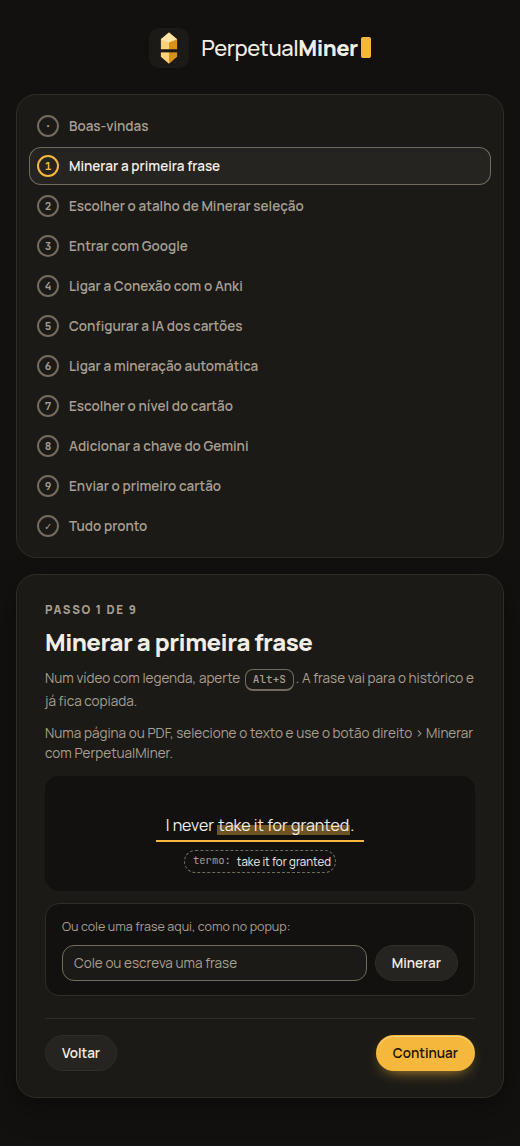 PerpetualMiner
Boas-vindas
1 Minerar a primeira frase
2 Escolher o atalho de Minerar seleção
3 Entrar com Google
4 Ligar a Conexão com o Anki
5 Configurar a IA dos cartões
6 Ligar a mineração automática
7 Escolher o nível do cartão
8 Adicionar a chave do Gemini
9 Enviar o primeiro cartão
✓ Tudo pronto
PASSO 1 DE 9
Minerar a primeira frase
Num vídeo com legenda, aperte Alt+S. A frase vai para o histórico e
já fica copiada.
Numa página ou PDF, selecione o texto e use o botão direito › Minerar
com PerpetualMiner.
I never take it for granted.
termo: take it for granted
Ou cole uma frase aqui, como no popup:
Cole ou escreva uma frase
Minerar
Voltar
Continuar